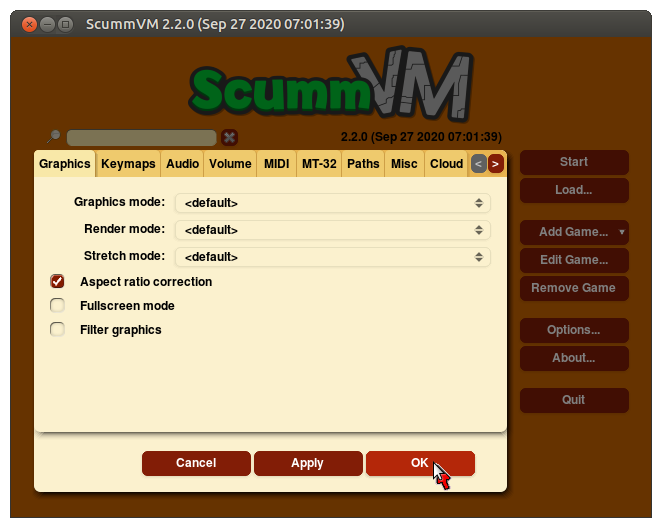 ScummVM 2.2.0 (Sep 27 2020 07:01:39)
ScummVM
2.2.0 (Sep 27 2020 07:01:39)
Graphics Keymaps Audio Volume MIDI MT-32 Paths Misc Cloud < >
Graphics mode: <default>
Render mode: <default>
Stretch mode: <default>
Aspect ratio correction
Fullscreen mode
Filter graphics
Cancel Apply OK
Start
Load...
Add Game...
Edit Game...
Remove Game
Options...
About...
Quit